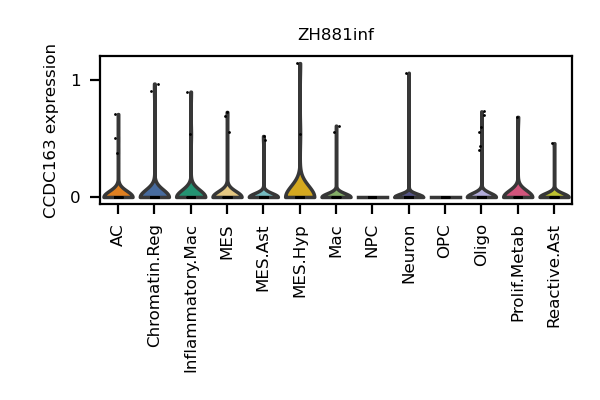 ZH881inf
CCDC163 expression
1
0
AC
Chromatin.Reg
Inflammatory.Mac
MES
MES.Ast
MES.Hyp
Mac
NPC
Neuron
OPC
Oligo
Prolif.Metab
Reactive.Ast